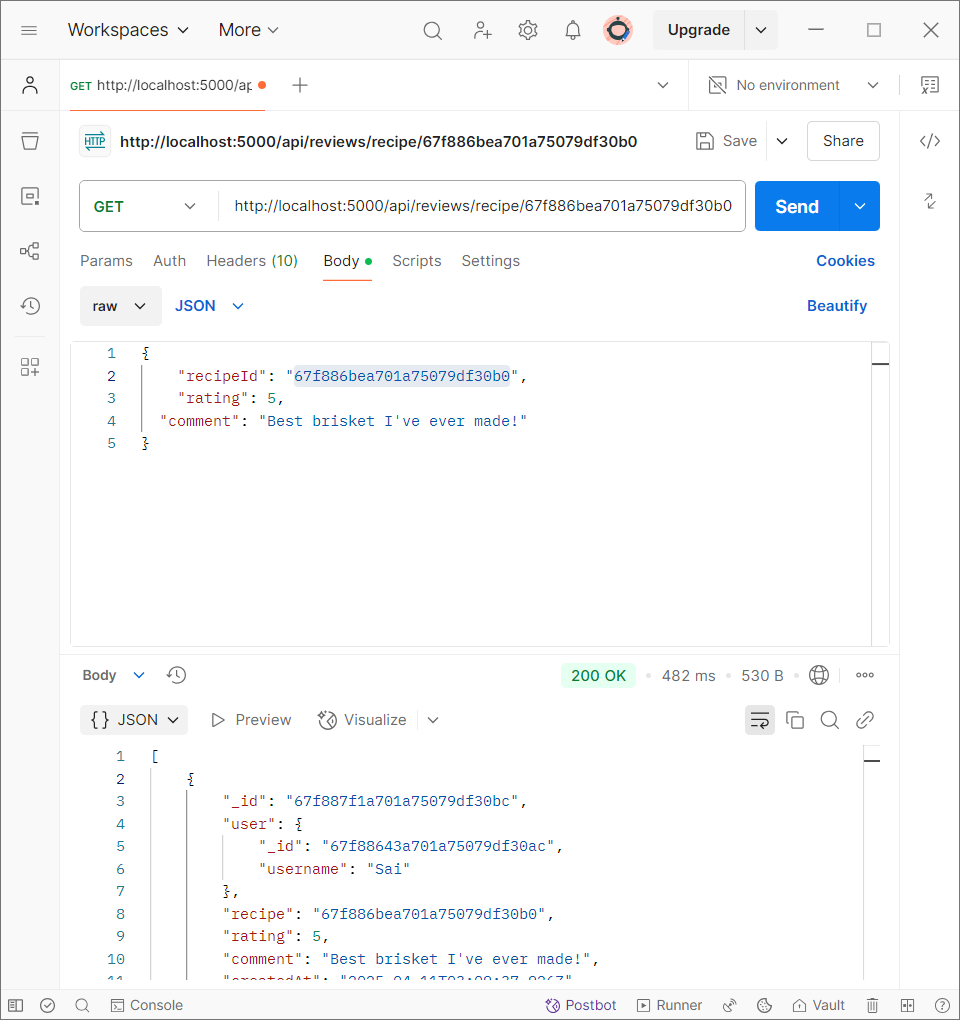 Workspaces More Upgrade
GET http://localhost:5000/ap No environment
HTTP http://localhost:5000/api/reviews/recipe/67f886bea701a75079df30b0 Save Share
GET http://localhost:5000/api/reviews/recipe/67f886bea701a75079df30b0 Send
Params Auth Headers (10) Body Scripts Settings Cookies
raw JSON Beautify
1 {
2 "recipeId": "67f886bea701a75079df30b0",
3 "rating": 5,
4 "comment": "Best brisket I've ever made!"
5 }
Body 200 OK 482 ms 530 B
{} JSON Preview Visualize
1 [
2 {
3 "_id": "67f887f1a701a75079df30bc",
4 "user": {
5 "_id": "67f88643a701a75079df30ac",
6 "username": "Sai"
7 },
8 "recipe": "67f886bea701a75079df30b0",
9 "rating": 5,
10 "comment": "Best brisket I've ever made!",
11 "createdAt":
Console Postbot Runner Vault